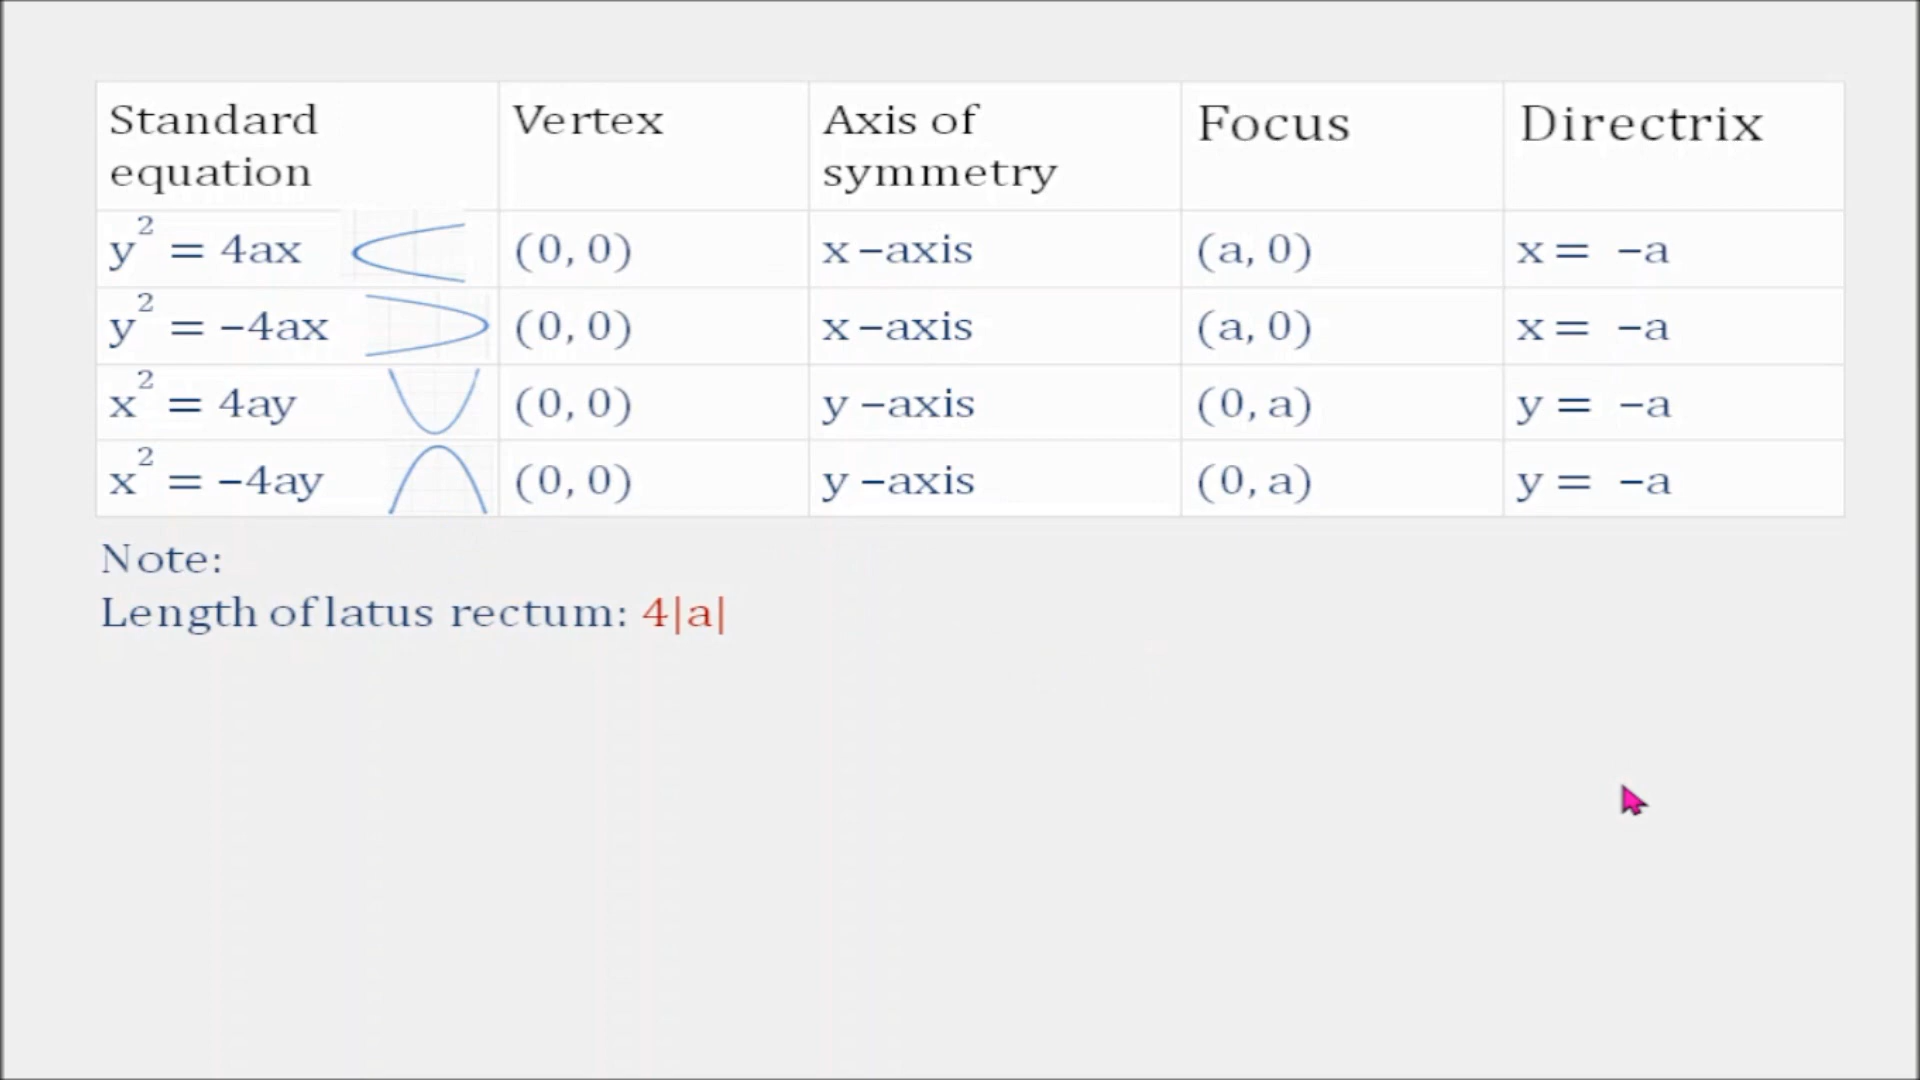 Standard equation Vertex Axis of symmetry Focus Directrix
y² = 4ax (0, 0) x –axis (a, 0) x = –a
y² = –4ax (0, 0) x –axis (a, 0) x = –a
x² = 4ay (0, 0) y –axis (0, a) y = –a
x² = –4ay (0, 0) y –axis (0, a) y = –a
Note:
Length of latus rectum: 4|a|